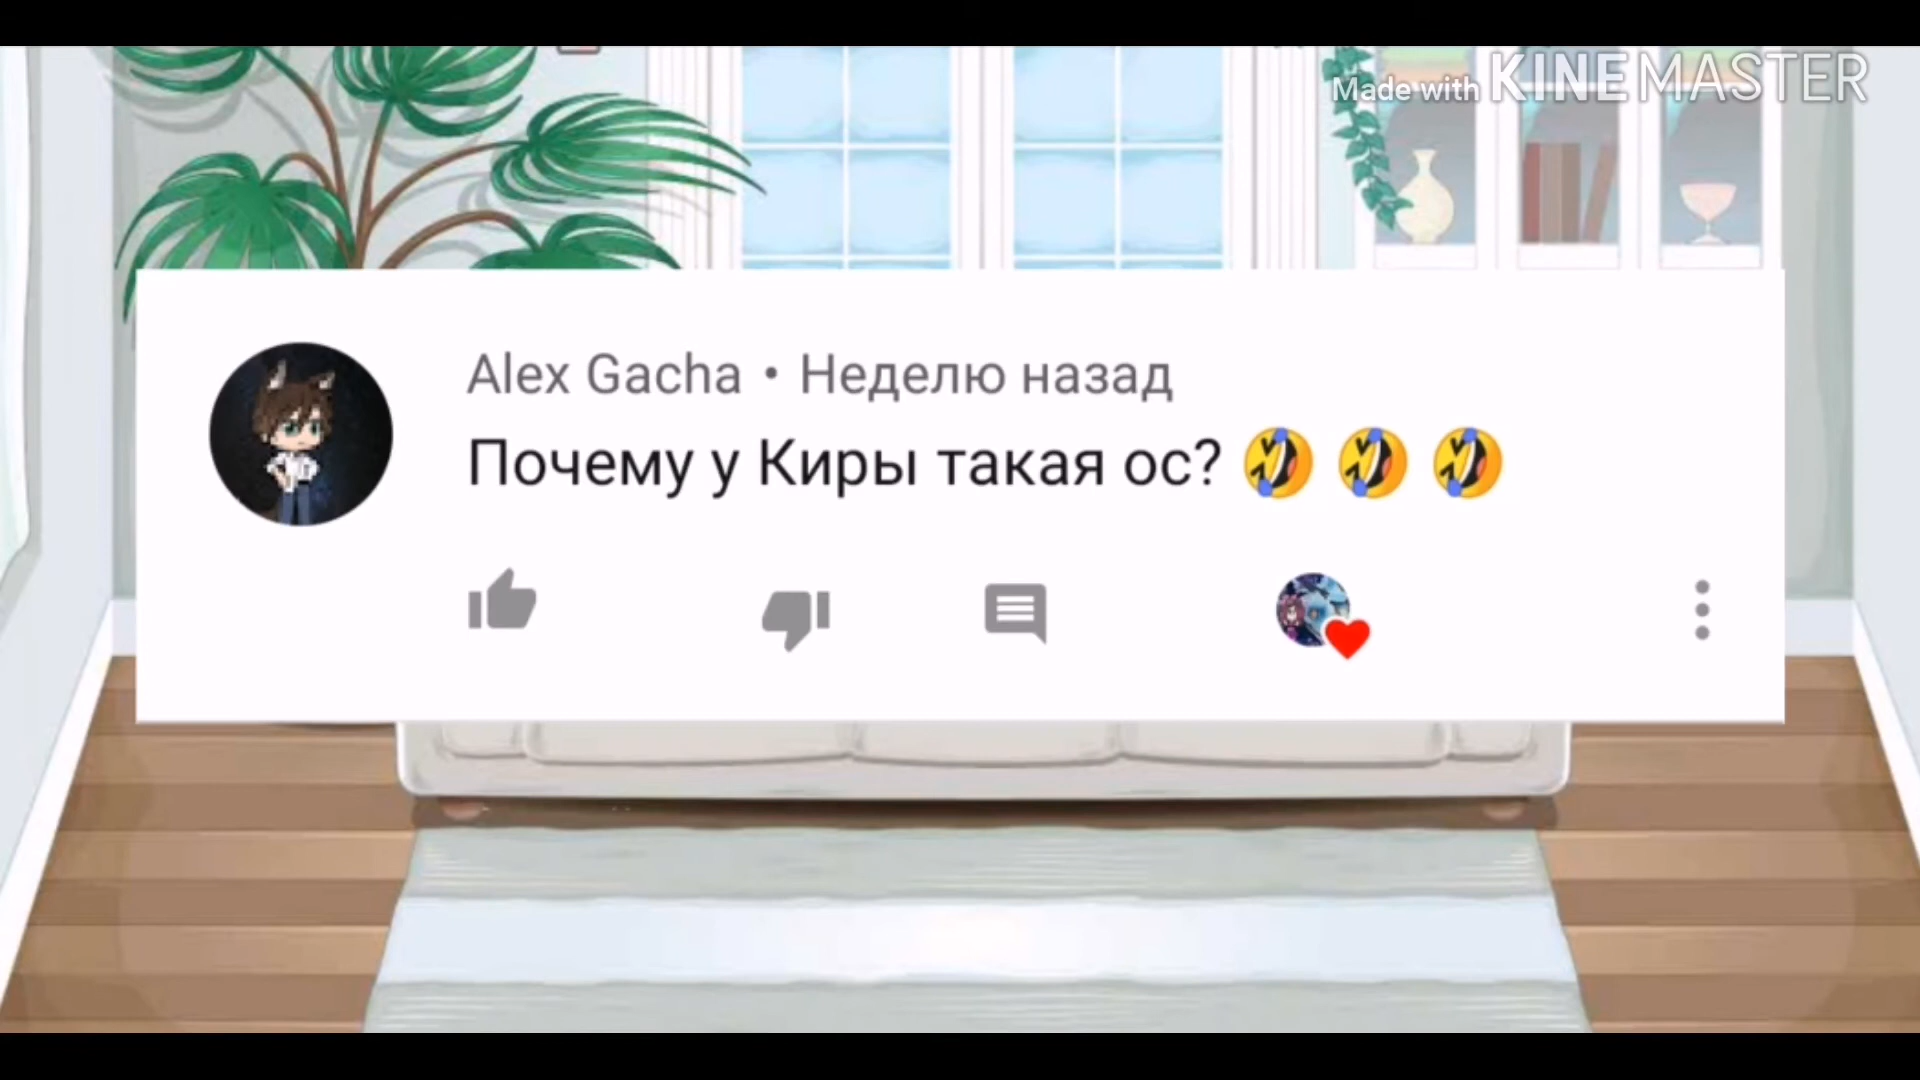 Made with KINEMASTER
Alex Gacha • Неделю назад
Почему у Киры такая ос? 🤣 🤣 🤣